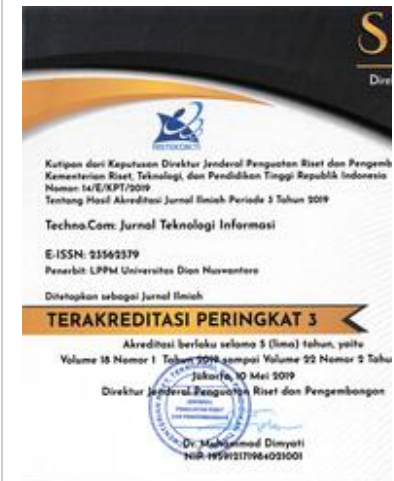 S
Dire
RISTEKDIKTI
Kutipan dari Keputusan Direktur Jenderal Penguatan Riset dan Pengemb
Kementerian Riset, Teknologi, dan Pendidikan Tinggi Republik Indonesia
Nomor: 14/E/KPT/2019
Tentang Hasil Akreditasi Jurnal Ilmiah Periode 3 Tahun 2019
Techno.Com: Jurnal Teknologi Informasi
E-ISSN: 23562579
Penerbit: LPPM Universitas Dian Nuswantoro
Ditetapkan sebagai Jurnal Ilmiah
TERAKREDITASI PERINGKAT 3
Akreditasi berlaku selama 5 (lima) tahun, yaitu
Volume 18 Nomor 1 Tahun 2019 sampai Volume 22 Nomor 2 Tahu
Jakarta, 10 Mei 2019
Direktur Jenderal Penguatan Riset dan Pengembangan
Dr. Muhammad Dimyati
NIP. 195912171984021001